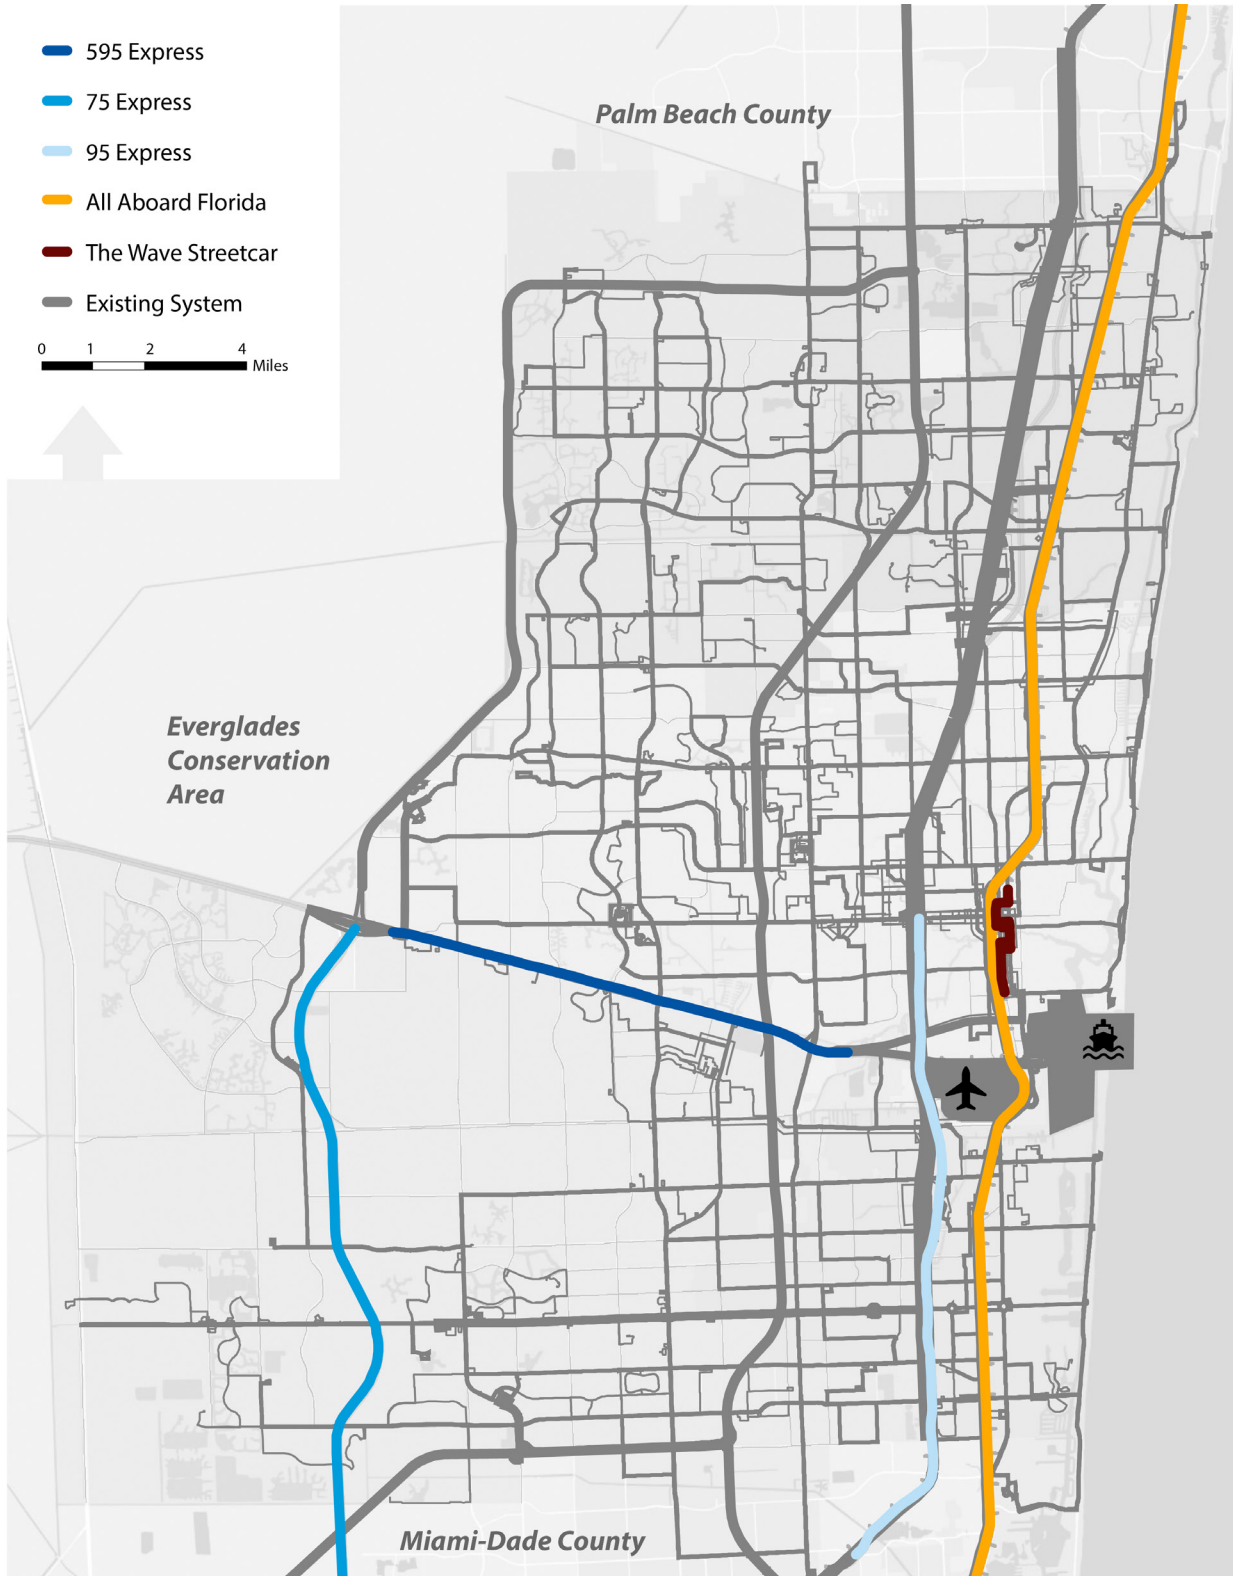 595 Express
75 Express
95 Express
All Aboard Florida
The Wave Streetcar
Existing System
0 1 2 4
Miles
Palm Beach County
Everglades
Conservation
Area
Miami-Dade County